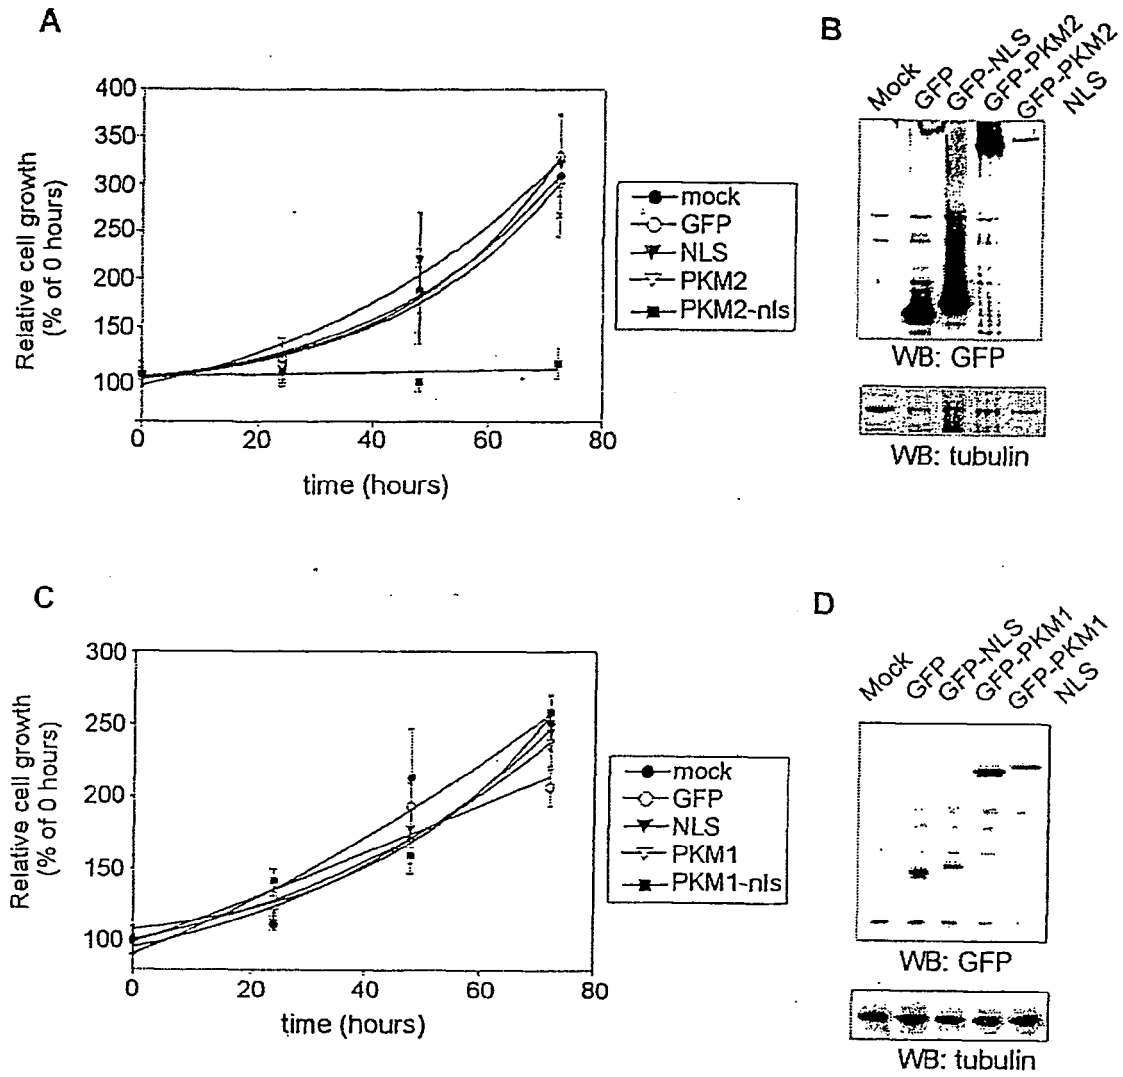 A
Relative cell growth
(% of 0 hours)
400
350
300
250
200
150
100
0
20
40
60
80
time (hours)
mock
GFP
NLS
PKM2
PKM2-nls
B
Mock
GFP
GFP-NLS
GFP-PKM2
GFP-PKM2
NLS
WB: GFP
WB: tubulin
C
Relative cell growth
(% of 0 hours)
300
250
200
150
100
0
20
40
60
80
time (hours)
mock
GFP
NLS
PKM1
PKM1-nls
D
Mock
GFP
GFP-NLS
GFP-PKM1
GFP-PKM1
NLS
WB: GFP
WB: tubulin